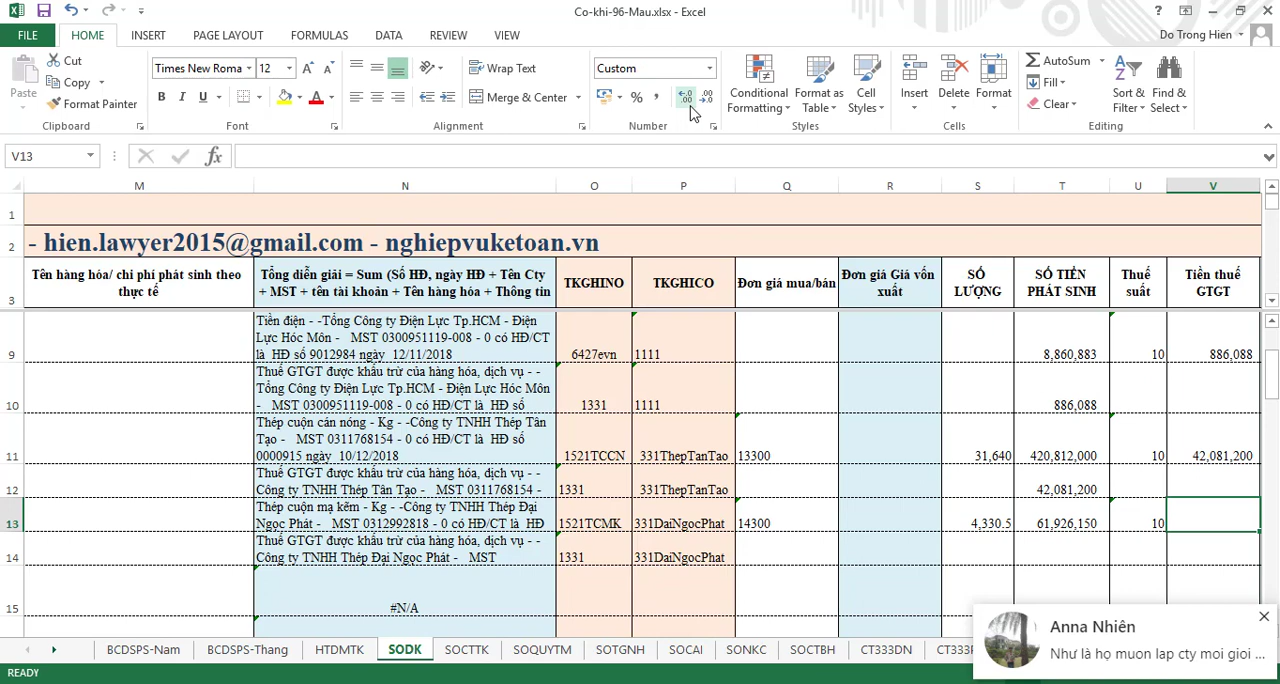 Co-khi-96-Mau.xlsx - Excel
FILE HOME INSERT PAGE LAYOUT FORMULAS DATA REVIEW VIEW
Do Trong Hien
Cut
Copy
Format Painter
Paste
Clipboard
Times New Roma 12
B I U
Font
Wrap Text
Merge & Center
Alignment
Custom
%
Number
Conditional Formatting
Format as Table
Cell Styles
Styles
Insert
Delete
Format
Cells
AutoSum
Fill
Clear
Sort & Filter
Find & Select
Editing
V13
fx
M N O P Q R S T U V
1
2 - hien.lawyer2015@gmail.com - nghiepvuketoan.vn
3
Tên hàng hóa/ chi phí phát sinh theo
thực tế
Tổng diễn giải = Sum (Số HĐ, ngày HĐ + Tên Cty
+ MST + tên tài khoản + Tên hàng hóa + Thông tin
TKGHINO
TKGHICO
Đơn giá mua/bán
Đơn giá Giá vốn
xuất
SỐ
LƯỢNG
SỐ TIỀN
PHÁT SINH
Thuế
suất
Tiền thuế
GTGT
Tiền điện - -Tổng Công ty Điện Lực Tp.HCM - Điện
Lực Hóc Môn - MST 0300951119-008 - 0 có HĐ/CT
9 là HĐ số 9012984 ngày 12/11/2018 6427evn 1111 8,860,883 10 886,088
Thuế GTGT được khấu trừ của hàng hóa, dịch vụ - -
Tổng Công ty Điện Lực Tp.HCM - Điện Lực Hóc Môn
10 - MST 0300951119-008 - 0 có HĐ/CT là HĐ số 1331 1111 886,088
Thép cuộn cán nóng - Kg - -Công ty TNHH Thép Tân
Tạo - MST 0311768154 - 0 có HĐ/CT là HĐ số
11 0000915 ngày 10/12/2018 1521TCCN 331ThepTanTao 13300 31,640 420,812,000 10 42,081,200
Thuế GTGT được khấu trừ của hàng hóa, dịch vụ - -
12 Công ty TNHH Thép Tân Tạo - MST 0311768154 - 1331 331ThepTanTao 42,081,200
Thép cuộn mạ kẽm - Kg - -Công ty TNHH Thép Đại
13 Ngọc Phát - MST 0312992818 - 0 có HĐ/CT là HĐ 1521TCMK 331DaiNgocPhat 14300 4,330.5 61,926,150 10
Thuế GTGT được khấu trừ của hàng hóa, dịch vụ - -
14 Công ty TNHH Thép Đại Ngọc Phát - MST 1331 331DaiNgocPhat
15 #N/A
Anna Nhiên
Như là họ muon lap cty moi gioi ...
BCDSPS-Nam BCDSPS-Thang HTDMTK SODK SOCTTK SOQUYTM SOTGNH SOCAI SONKC SOCTBH CT333DN
READY